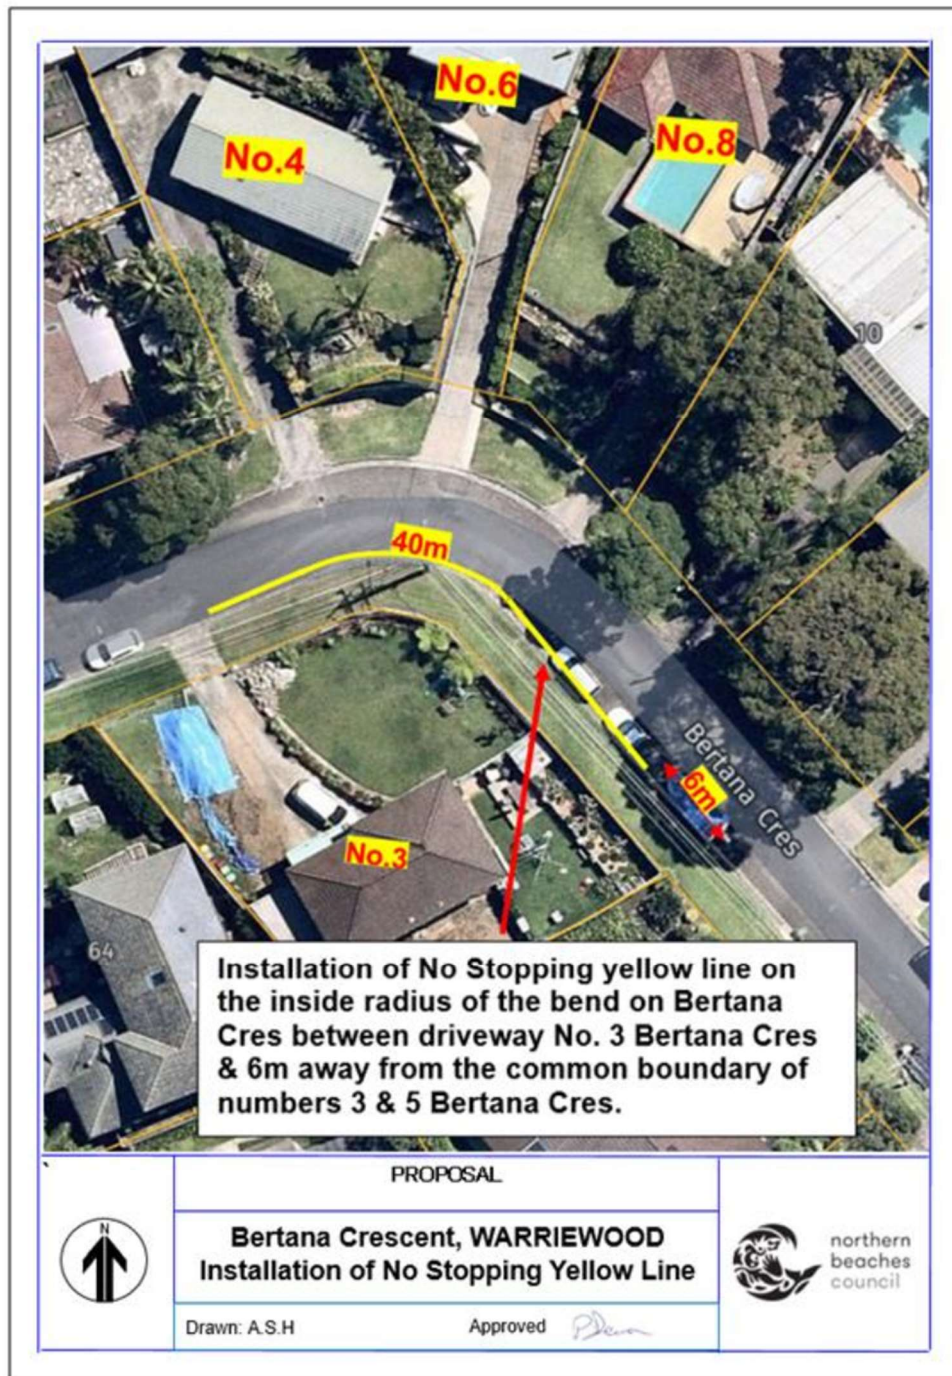 No.6
No.4
No.8
10
40m
Bertana Cres
6m
No.3
64
Installation of No Stopping yellow line on
the inside radius of the bend on Bertana
Cres between driveway No. 3 Bertana Cres
& 6m away from the common boundary of
numbers 3 & 5 Bertana Cres.
PROPOSAL
N
Bertana Crescent, WARRIEWOOD
Installation of No Stopping Yellow Line
northern
beaches
council
Drawn: A.S.H
Approved